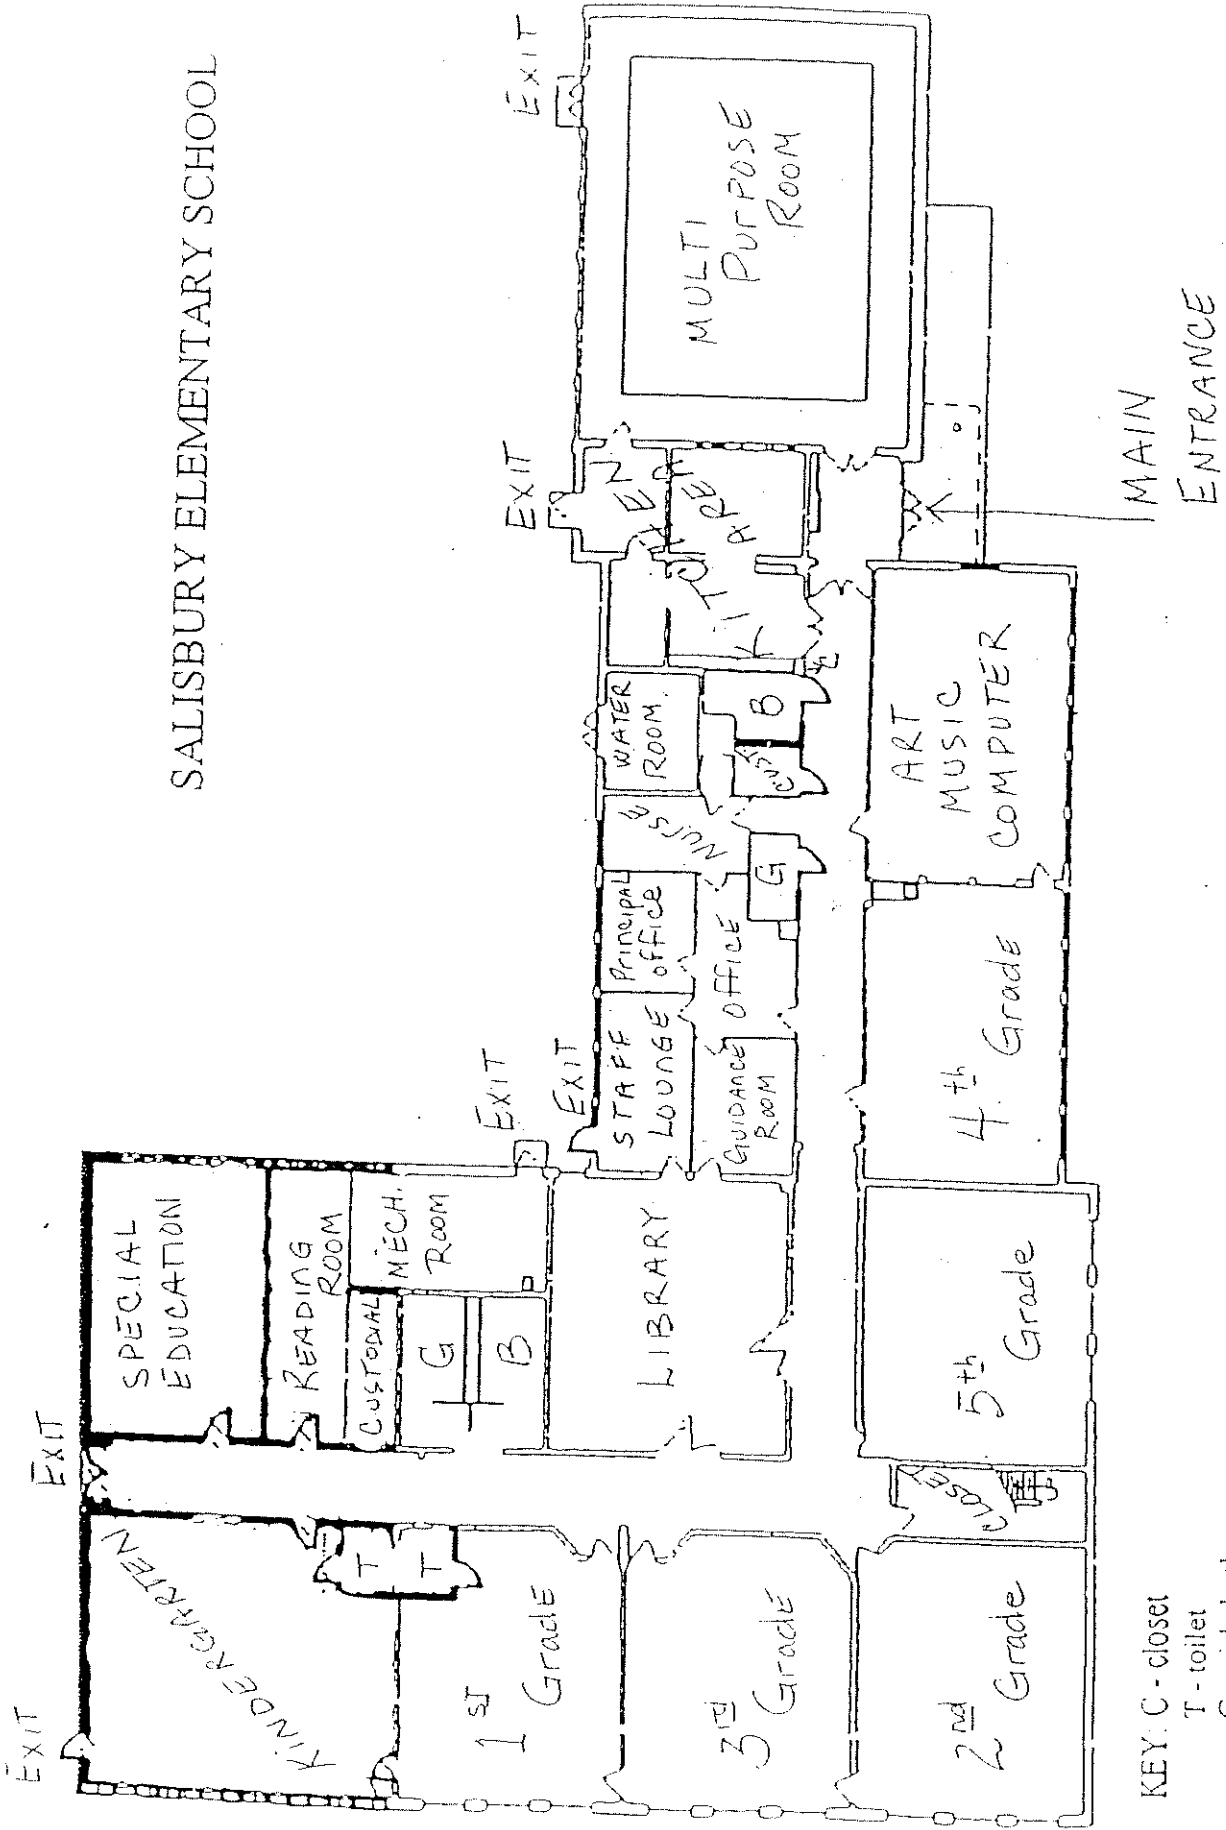 SALISBURY ELEMENTARY SCHOOL
EXIT
EXIT
EXIT
EXIT
EXIT
EXIT
KINDERGARTEN
SPECIAL
EDUCATION
READING
ROOM
CUSTODIAL
MECH.
ROOM
T
T
G
B
1ST
Grade
LIBRARY
STAFF
LOUNGE
Principal
office
NURSE
WATER
ROOM
KITCHEN
AREA
MULTI
PurPOSE
ROOM
GUIDANCE
ROOM
OFFICE
G
CUST.
B
3rd
Grade
2nd
Grade
CLOSET
5th
Grade
4th
Grade
ART
MUSIC
COMPUTER
MAIN
ENTRANCE
KEY: C - closet
T - toilet